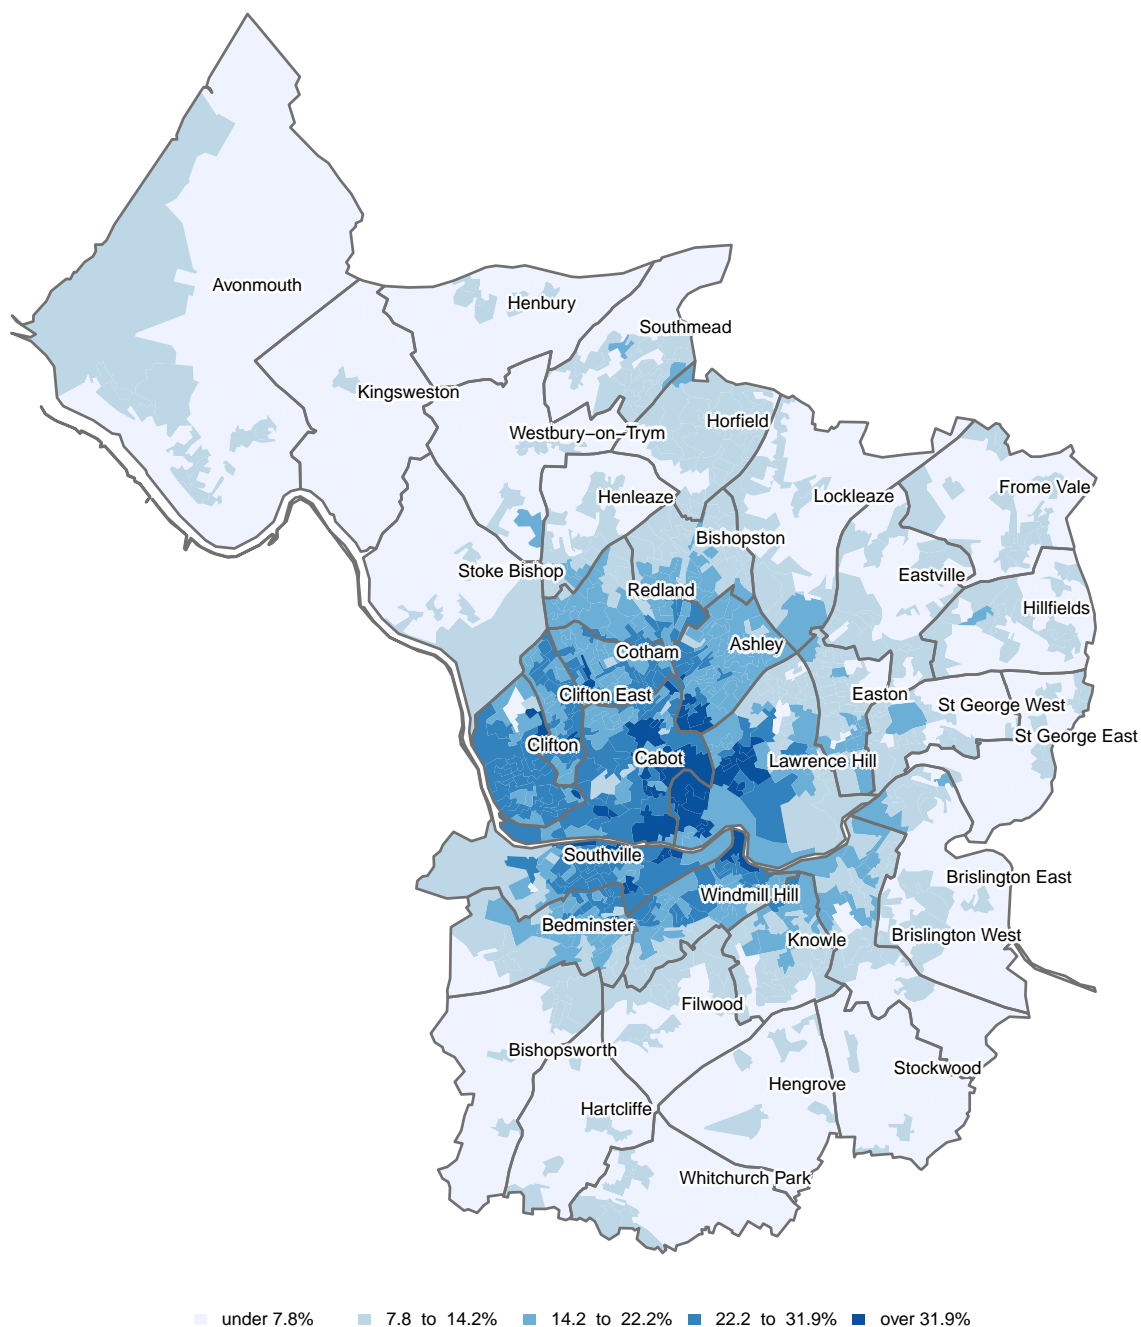 Avonmouth
Henbury
Southmead
Kingsweston
Horfield
Westbury–on–Trym
Frome Vale
Henleaze
Lockleaze
Bishopston
Stoke Bishop
Eastville
Redland
Hillfields
Ashley
Cotham
Clifton East
Easton
St George West
St George East
Clifton
Cabot
Lawrence Hill
Southville
Brislington East
Windmill Hill
Bedminster
Knowle
Brislington West
Filwood
Bishopsworth
Stockwood
Hengrove
Hartcliffe
Whitchurch Park
under 7.8% 7.8 to 14.2% 14.2 to 22.2% 22.2 to 31.9% over 31.9%